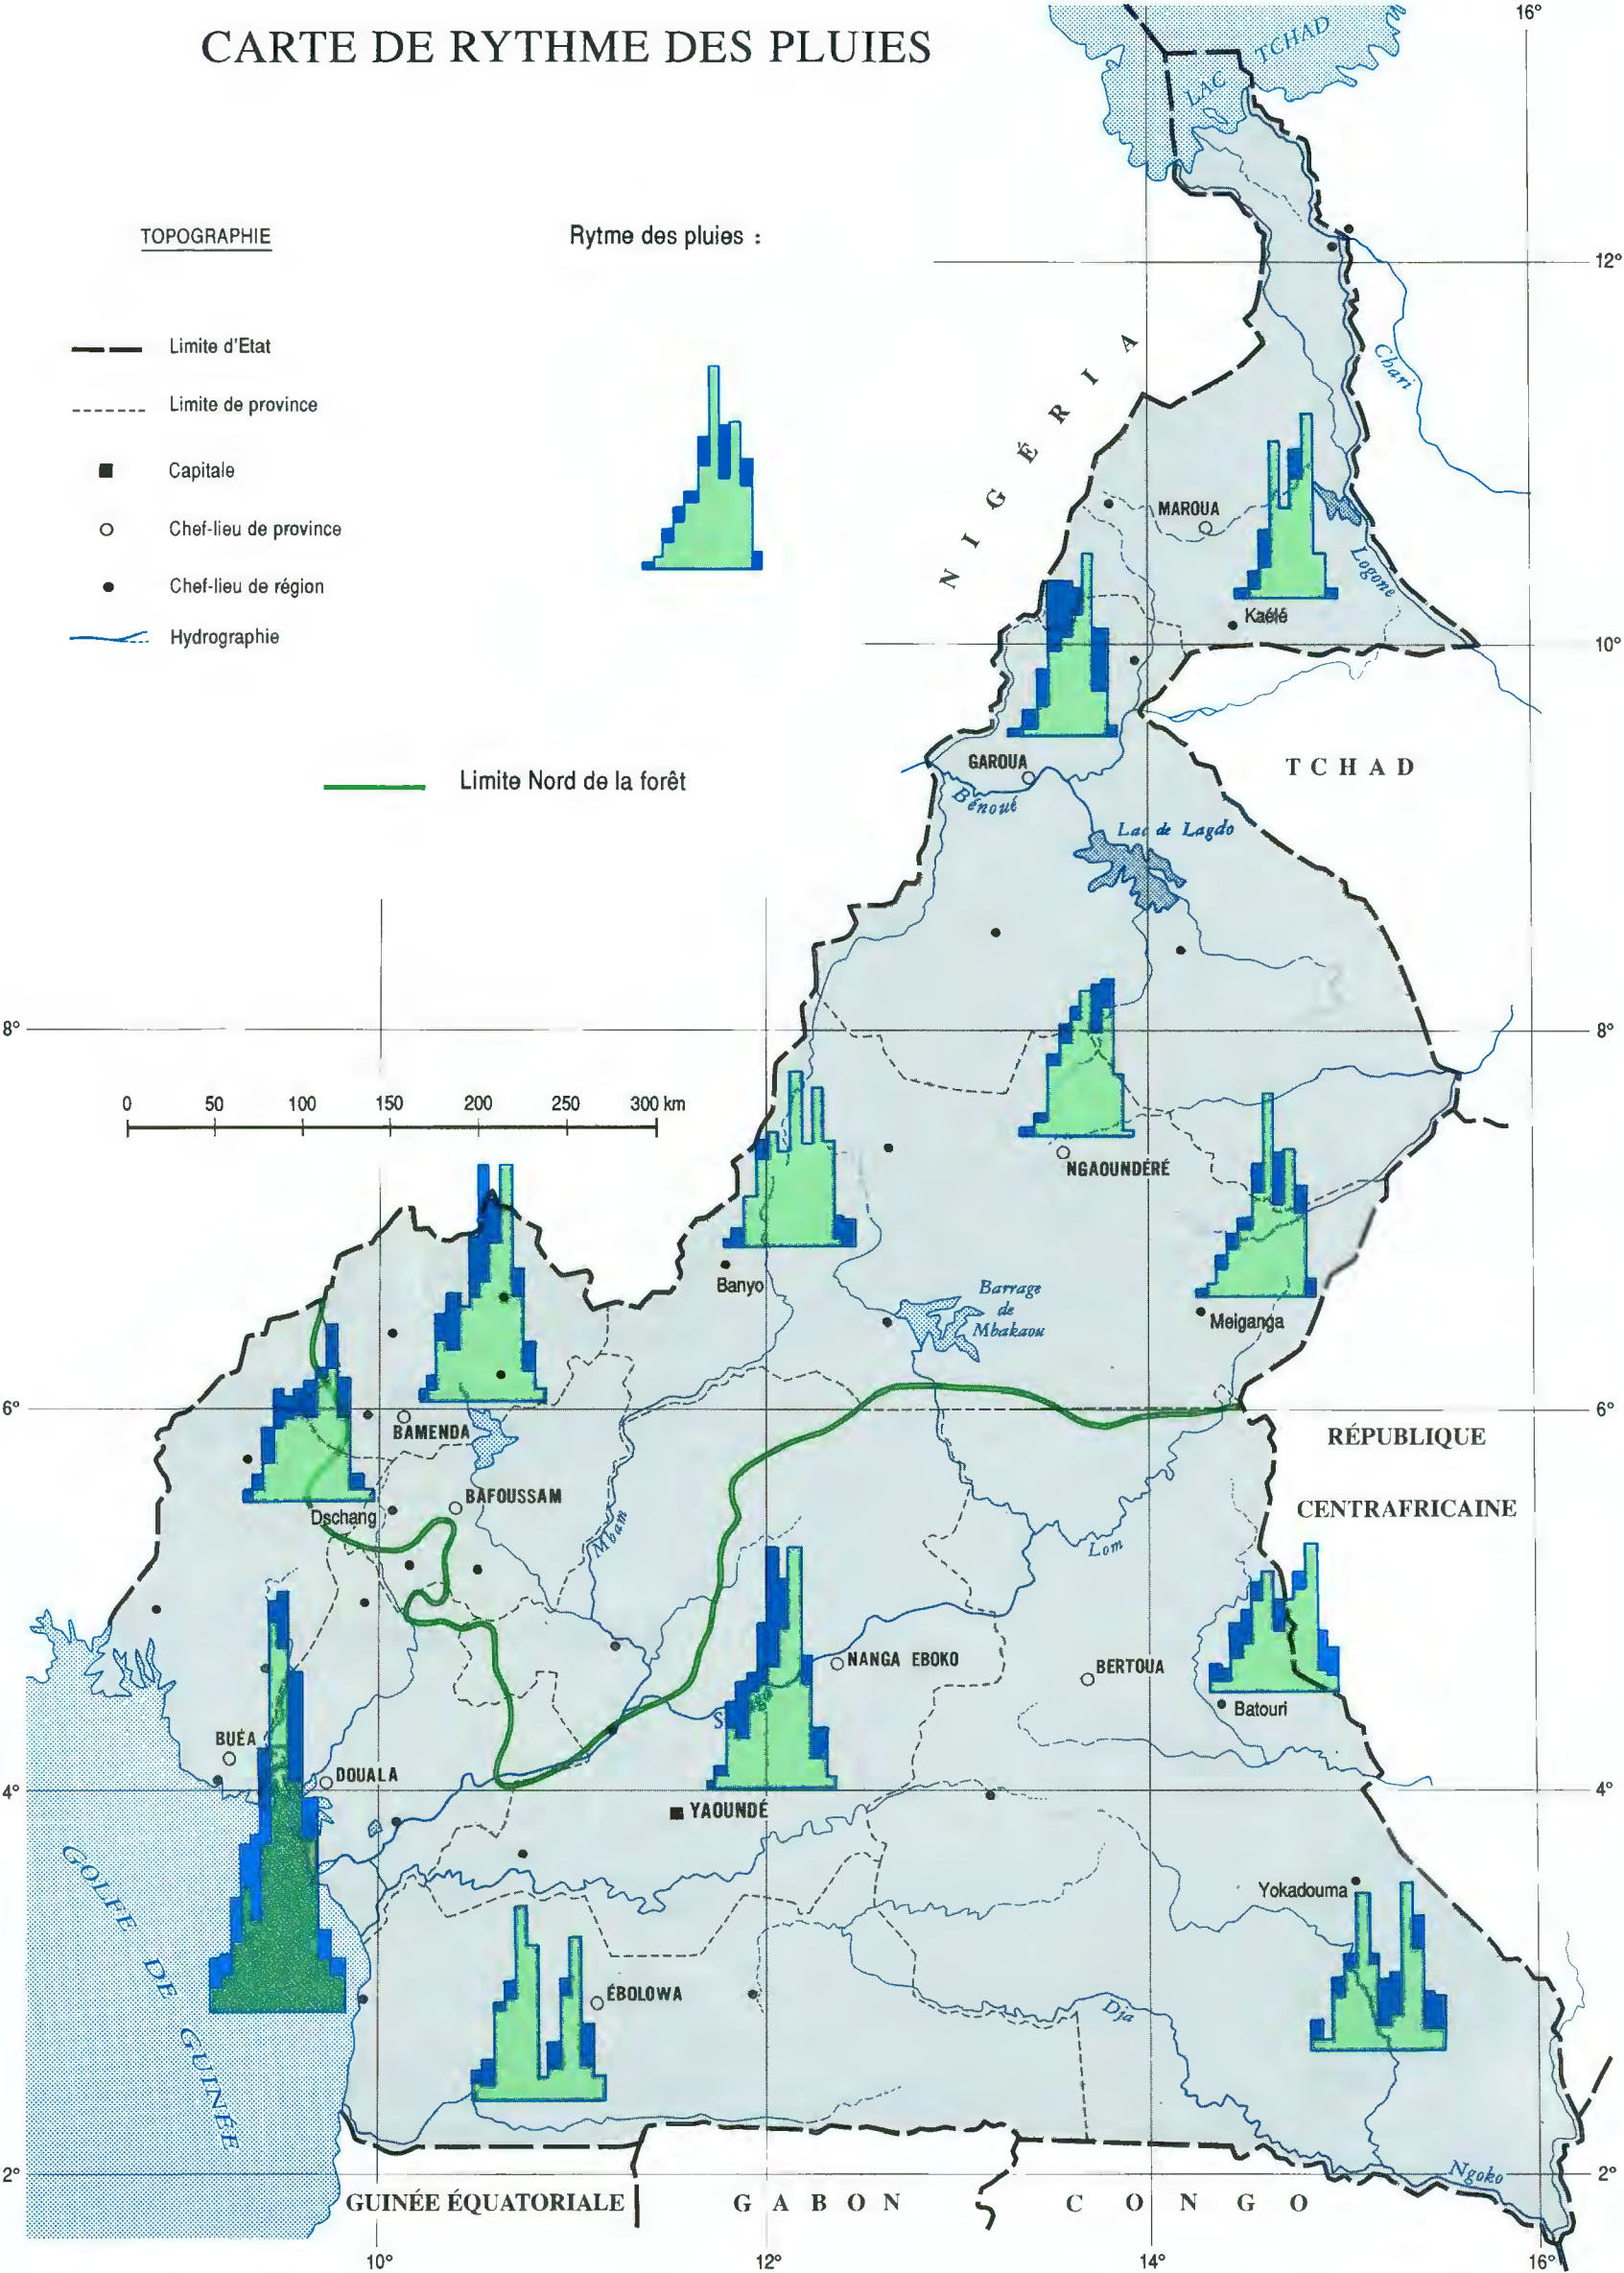 CARTE DE RYTHME DES PLUIES
16°
LAC TCHAD
TOPOGRAPHIE
Rytme des pluies :
12°
Limite d'Etat
Limite de province
Capitale
Chef-lieu de province
Chef-lieu de région
Hydrographie
NIGÉRIA
Chari
MAROUA
Logone
Kaélé
10°
Limite Nord de la forêt
GAROUA
Bénoué
TCHAD
Lac de Lagdo
8°
8°
0 50 100 150 200 250 300 km
NGAOUNDÉRÉ
Banyo
Barrage
de
Mbakaou
Meiganga
6°
6°
BAMENDA
RÉPUBLIQUE
CENTRAFRICAINE
BAFOUSSAM
Dschang
Mbam
Lom
NANGA EBOKO
BERTOUA
Batouri
S
BUÉA
DOUALA
4°
4°
YAOUNDÉ
GOLFE DE GUINÉE
Yokadouma
ÉBOLOWA
Dja
2°
Ngoko
2°
GUINÉE ÉQUATORIALE
GABON
CONGO
10°
12°
14°
16°